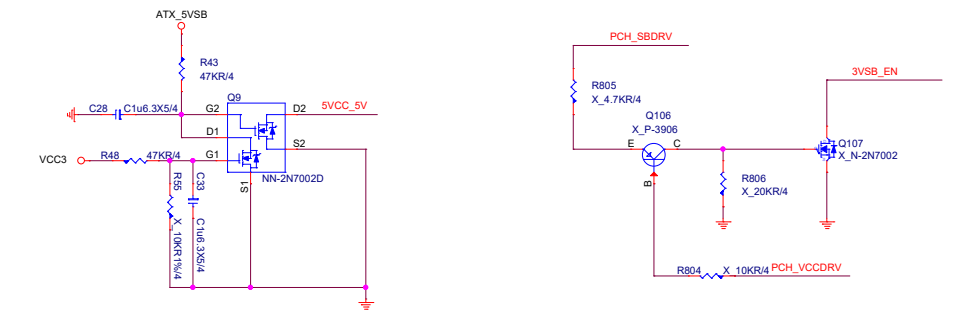 ATX_5VSB
R43
47KR/4
C28
C1u6.3X5/4
Q9
G2
D2
5VCC_5V
D1
S2
VCC3
R48
47KR/4
G1
S1
NN-2N7002D
R55
X_10KR1%/4
C33
C1u6.3X5/4
PCH_SBDRV
R805
X_4.7KR/4
3VSB_EN
Q106
X_P-3906
E
C
B
Q107
X_N-2N7002
R806
X_20KR/4
R804
X_10KR/4
PCH_VCCDRV